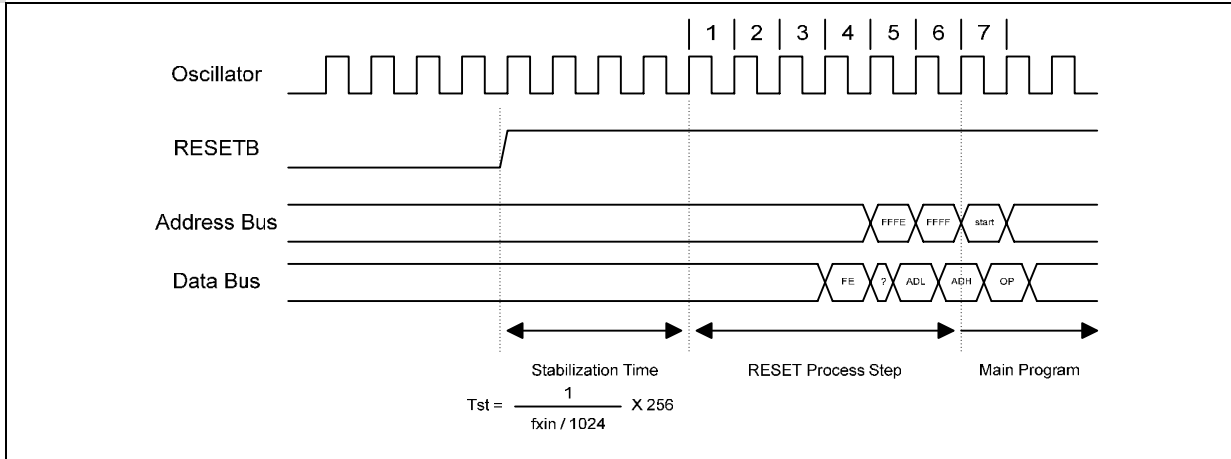 1 2 3 4 5 6 7
Oscillator
RESETB
Address Bus
FFFE FFFF start
Data Bus
FE ? ADL ADH OP
Stabilization Time RESET Process Step Main Program
Tst = 1 / fxin / 1024 X 256